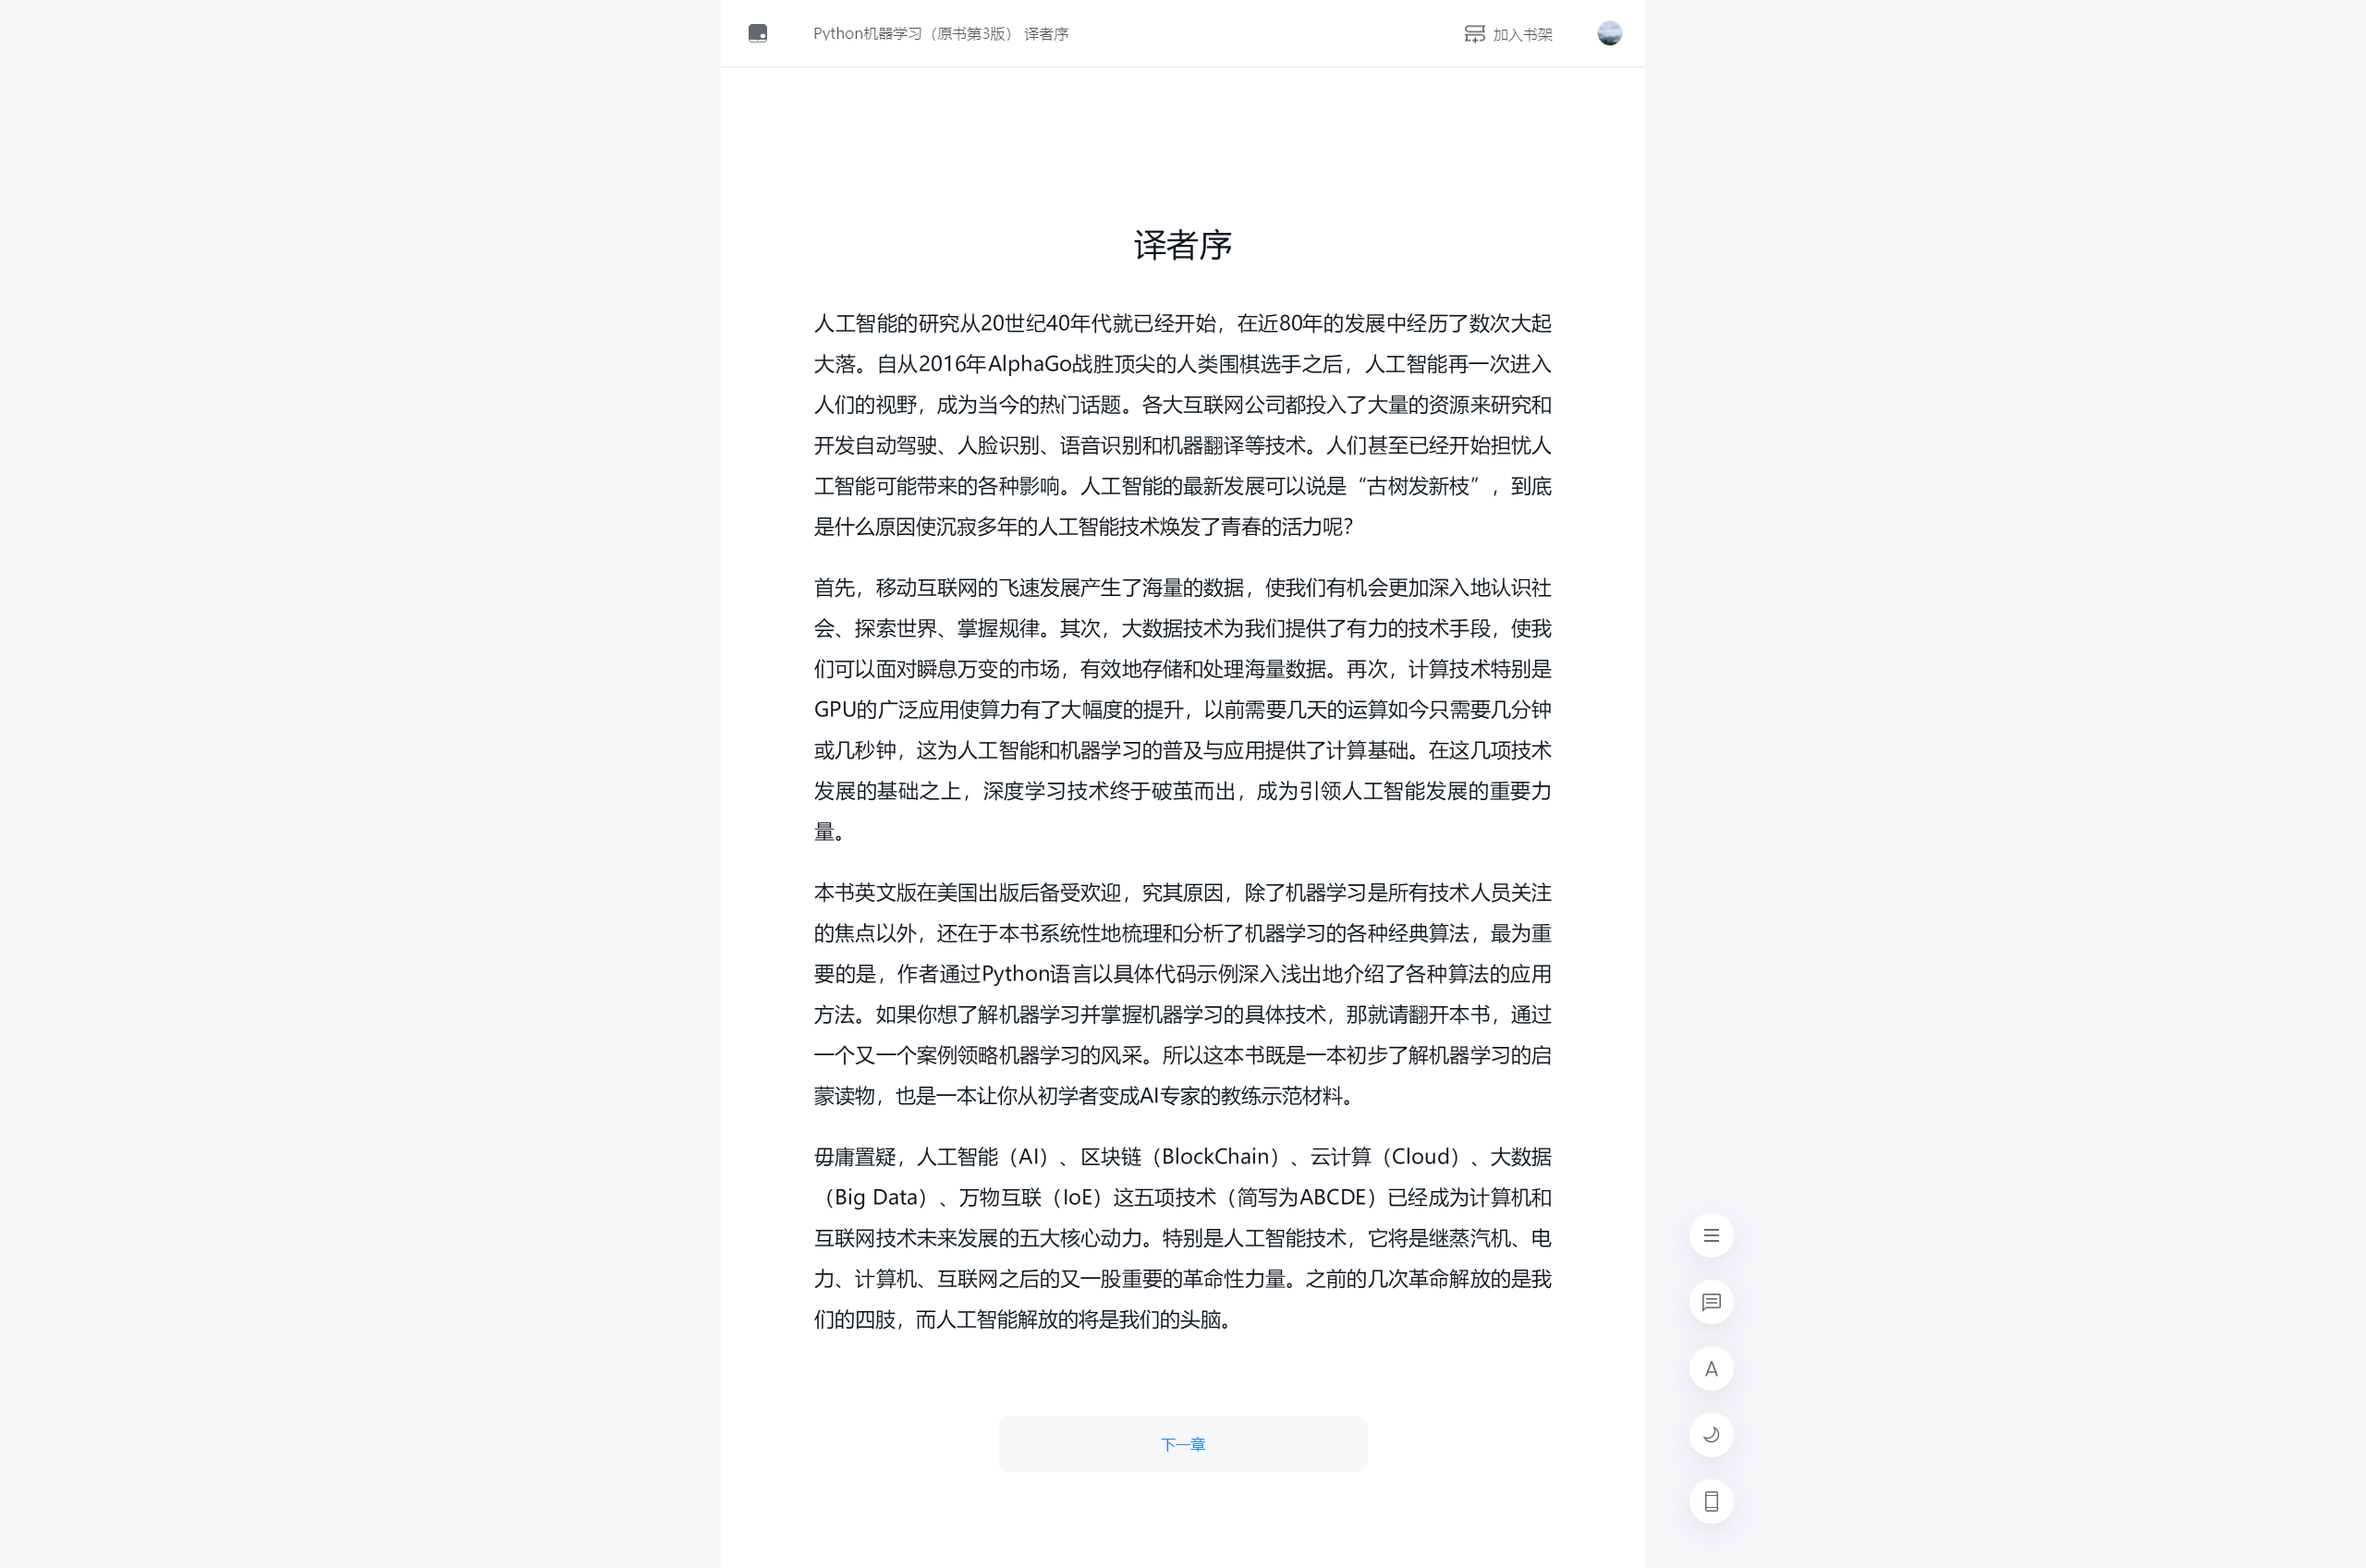 Python机器学习（原书第3版） 译者序
加入书架
译者序
人工智能的研究从20世纪40年代就已经开始，在近80年的发展中经历了数次大起
大落。自从2016年AlphaGo战胜顶尖的人类围棋选手之后，人工智能再一次进入
人们的视野，成为当今的热门话题。各大互联网公司都投入了大量的资源来研究和
开发自动驾驶、人脸识别、语音识别和机器翻译等技术。人们甚至已经开始担忧人
工智能可能带来的各种影响。人工智能的最新发展可以说是“古树发新枝”，到底
是什么原因使沉寂多年的人工智能技术焕发了青春的活力呢？
首先，移动互联网的飞速发展产生了海量的数据，使我们有机会更加深入地认识社
会、探索世界、掌握规律。其次，大数据技术为我们提供了有力的技术手段，使我
们可以面对瞬息万变的市场，有效地存储和处理海量数据。再次，计算技术特别是
GPU的广泛应用使算力有了大幅度的提升，以前需要几天的运算如今只需要几分钟
或几秒钟，这为人工智能和机器学习的普及与应用提供了计算基础。在这几项技术
发展的基础之上，深度学习技术终于破茧而出，成为引领人工智能发展的重要力
量。
本书英文版在美国出版后备受欢迎，究其原因，除了机器学习是所有技术人员关注
的焦点以外，还在于本书系统性地梳理和分析了机器学习的各种经典算法，最为重
要的是，作者通过Python语言以具体代码示例深入浅出地介绍了各种算法的应用
方法。如果你想了解机器学习并掌握机器学习的具体技术，那就请翻开本书，通过
一个又一个案例领略机器学习的风采。所以这本书既是一本初步了解机器学习的启
蒙读物，也是一本让你从初学者变成AI专家的教练示范材料。
毋庸置疑，人工智能（AI）、区块链（BlockChain）、云计算（Cloud）、大数据
（Big Data）、万物互联（IoE）这五项技术（简写为ABCDE）已经成为计算机和
互联网技术未来发展的五大核心动力。特别是人工智能技术，它将是继蒸汽机、电
力、计算机、互联网之后的又一股重要的革命性力量。之前的几次革命解放的是我
们的四肢，而人工智能解放的将是我们的头脑。
A
下一章